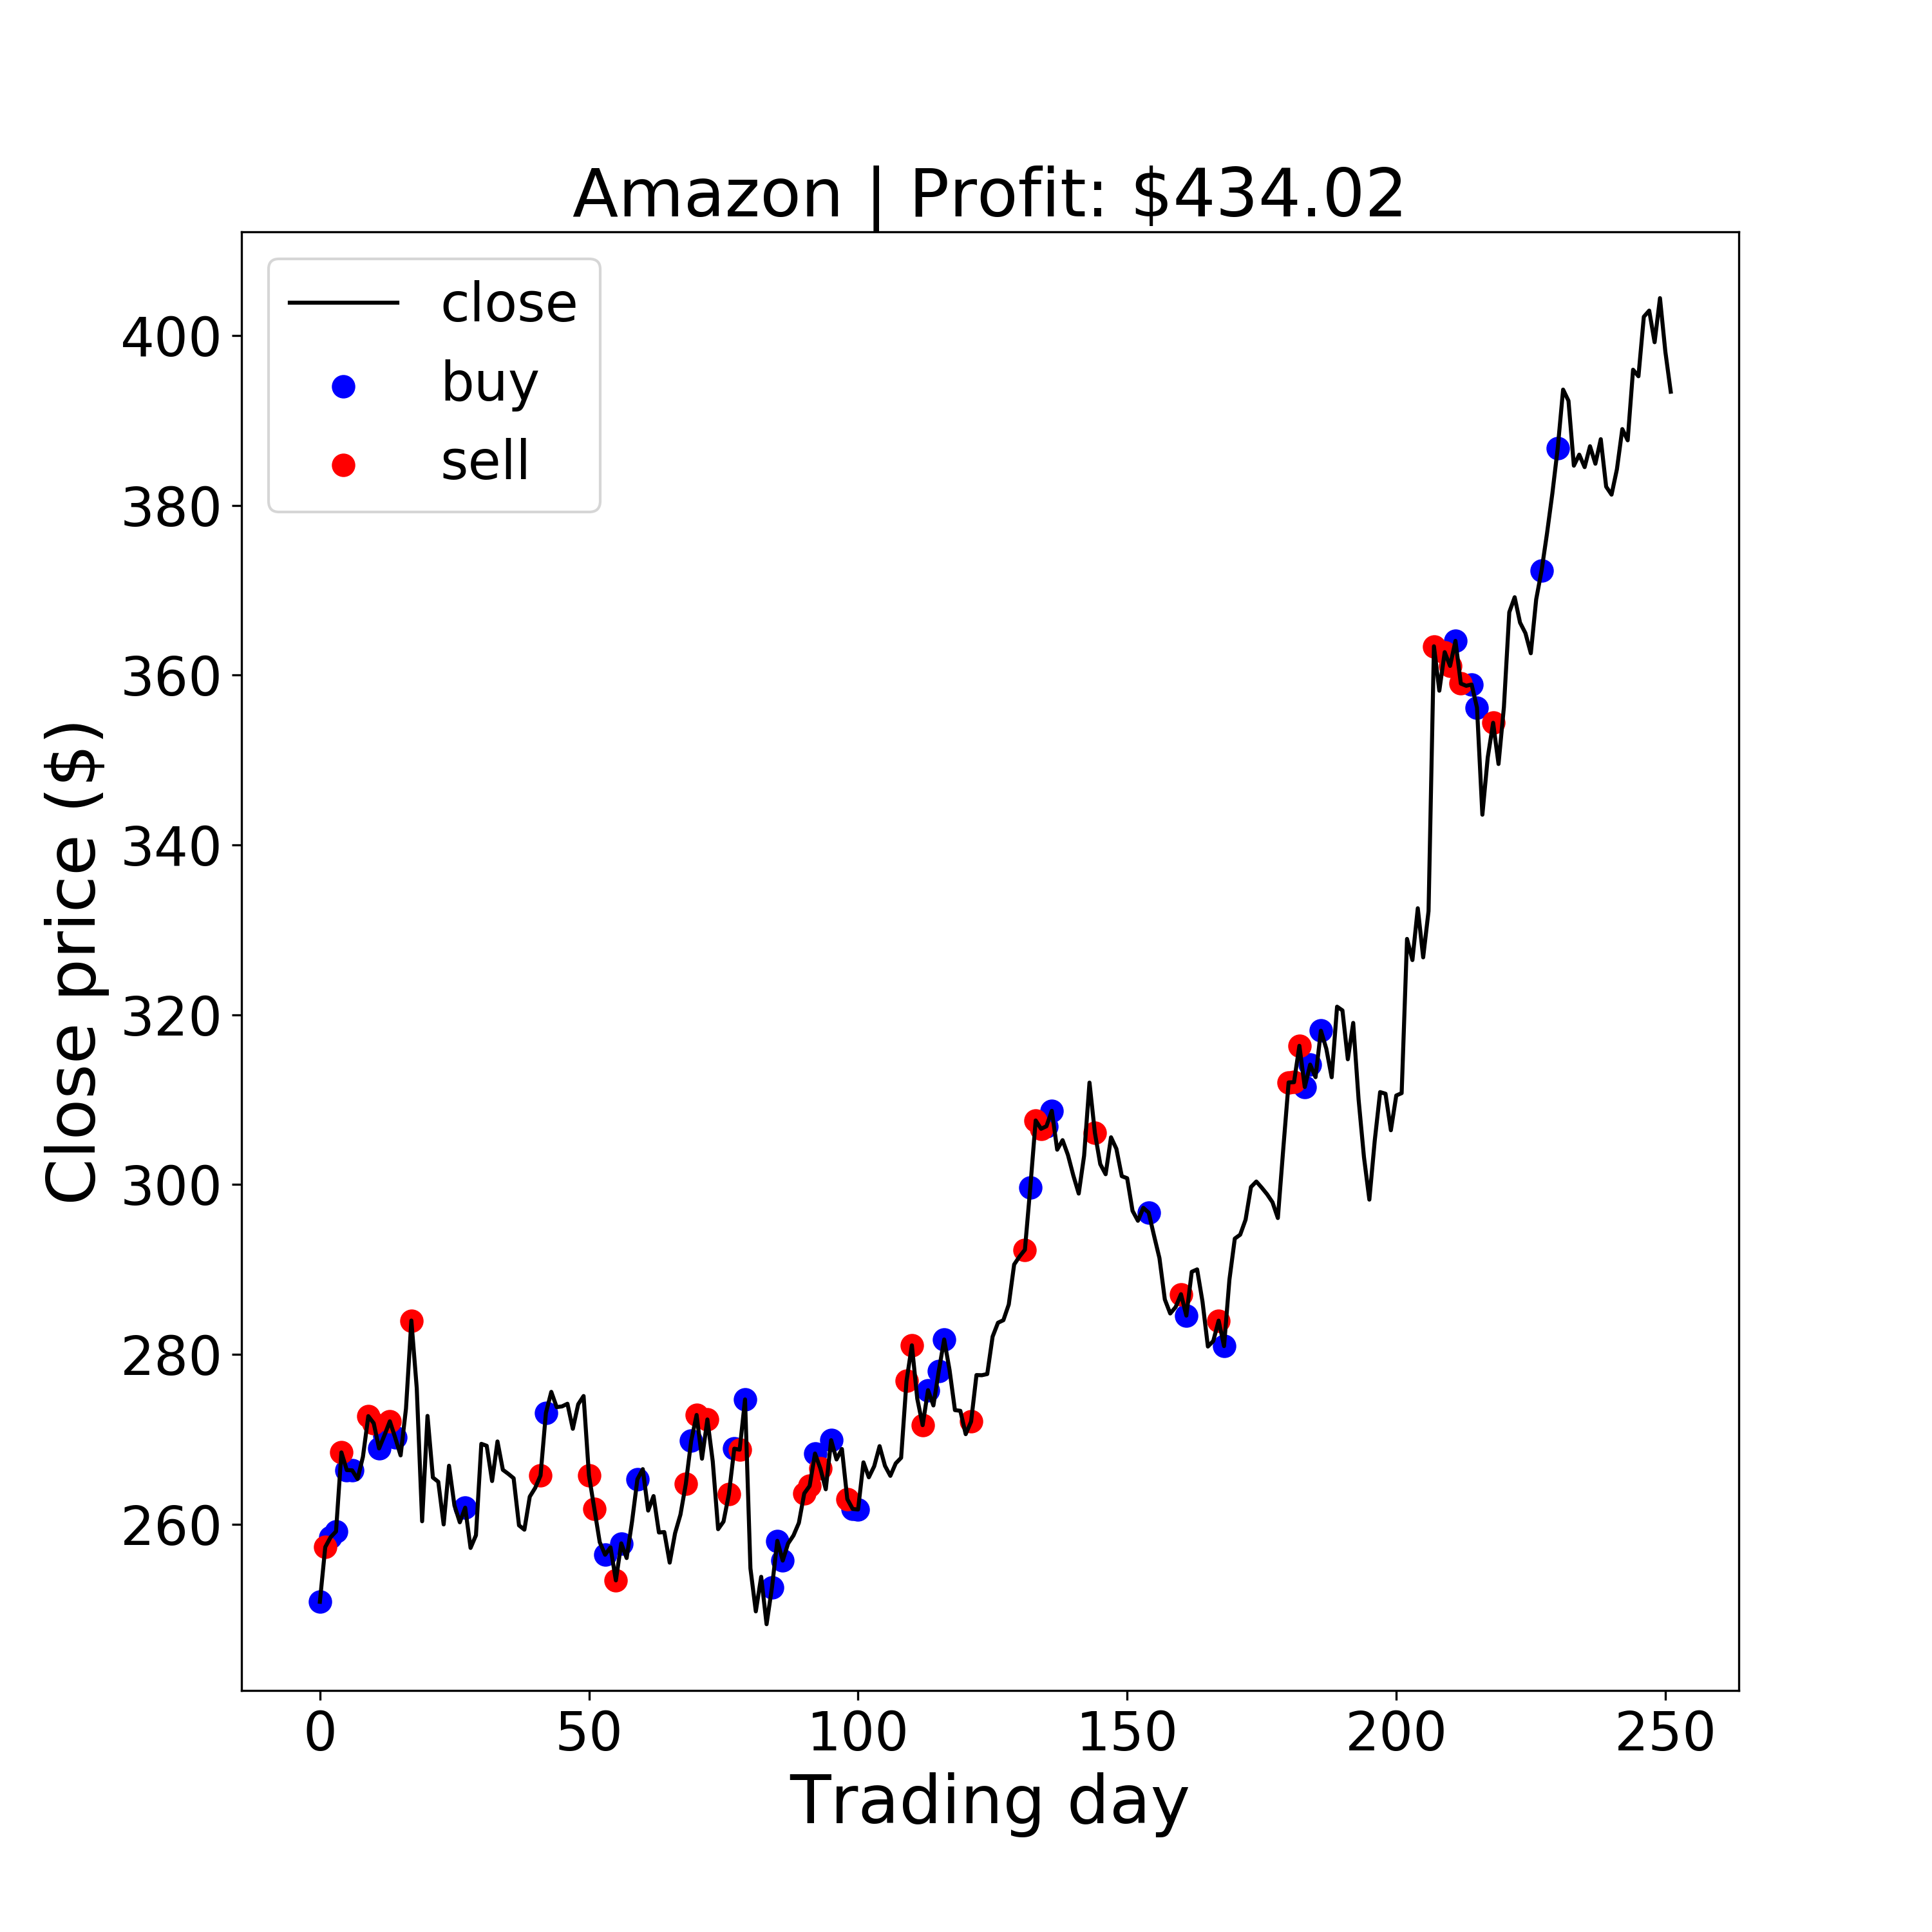 Amazon | Profit: $434.02
close
buy
sell
400
380
360
340
320
300
280
260
Close price ($)
0 50 100 150 200 250
Trading day